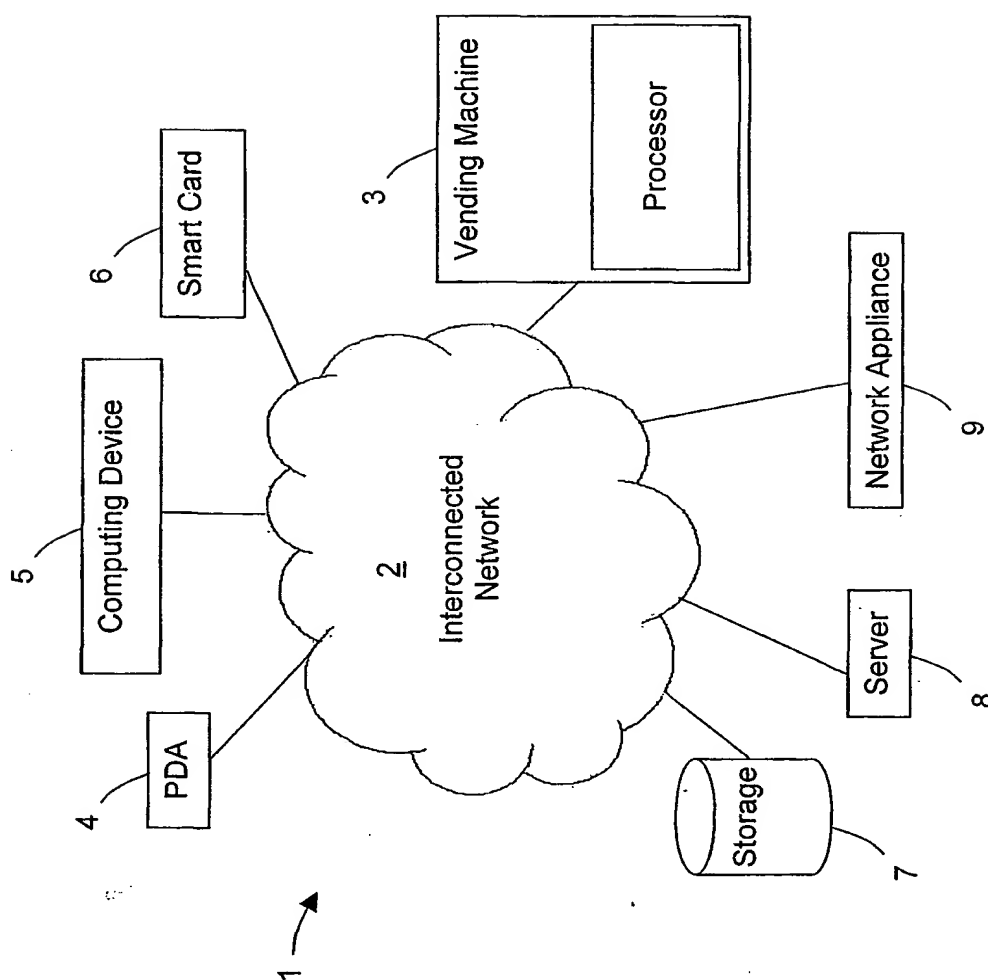 1
4
PDA
5
Computing Device
6
Smart Card
3
Vending Machine
Processor
2
Interconnected
Network
Storage
7
Server
8
Network Appliance
9